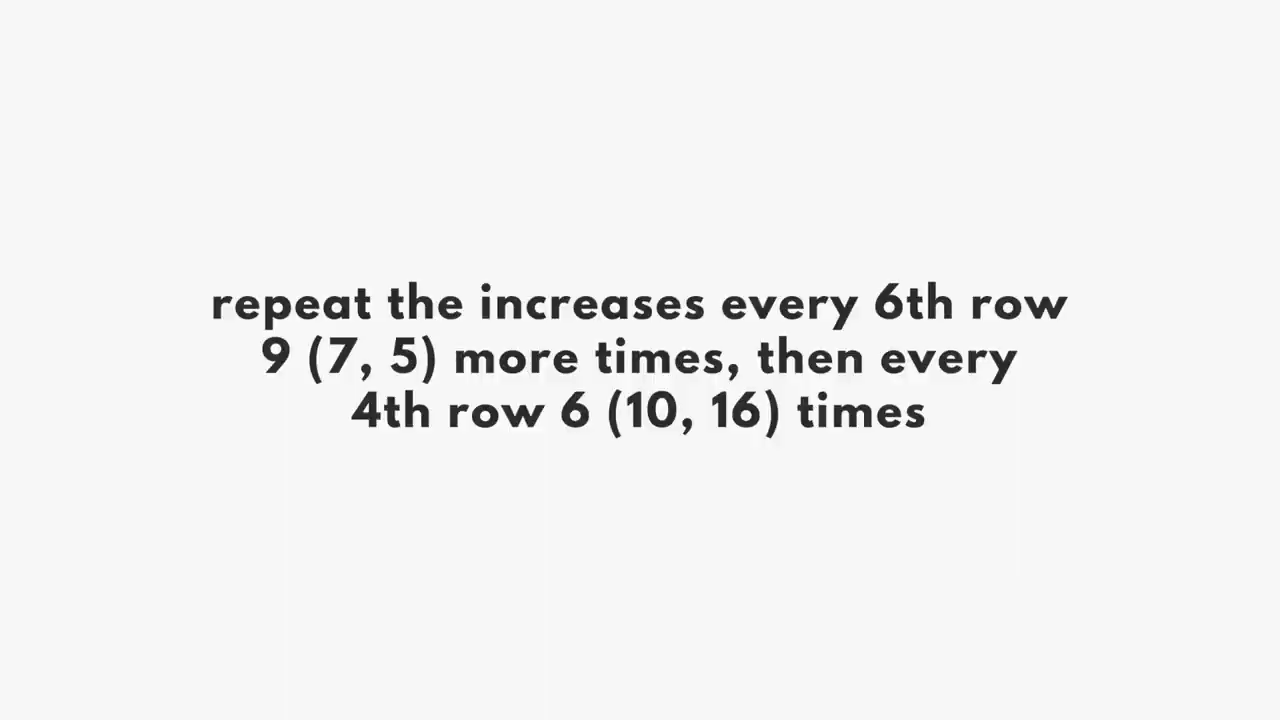 repeat the increases every 6th row
9 (7, 5) more times, then every
4th row 6 (10, 16) times